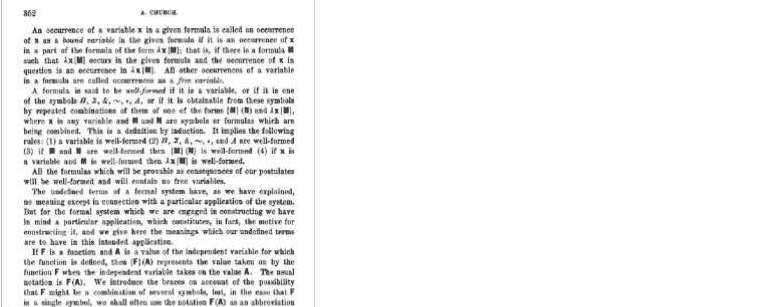 352
A. CHURCH.
An occurrence of a variable x in a given formula is called an occurrence
of x as a bound variable in the given formula if it is an occurrence of x
in a part of the formula of the form λx[M]; that is, if there is a formula M
such that λx[M] occurs in the given formula and the occurrence of x in
question is an occurrence in λx[M]. All other occurrences of a variable
in a formula are called occurrences as a free variable.
A formula is said to be well-formed if it is a variable, or if it is one
of the symbols Π, Σ, &, ~, ι, A, or if it is obtainable from these symbols
by repeated combinations of them of one of the forms {M}(N) and λx[M],
where x is any variable and M and N are symbols or formulas which are
being combined. This is a definition by induction. It implies the following
rules: (1) a variable is well-formed (2) Π, Σ, &, ~, ι, and A are well-formed
(3) if M and N are well-formed then {M}(N) is well-formed (4) if x is
a variable and M is well-formed then λx[M] is well-formed.
All the formulas which will be provable as consequences of our postulates
will be well-formed and will contain no free variables.
The undefined terms of a formal system have, as we have explained,
no meaning except in connection with a particular application of the system.
But for the formal system which we are engaged in constructing we have
in mind a particular application, which constitutes, in fact, the motive for
constructing it, and we give here the meanings which our undefined terms
are to have in this intended application.
If F is a function and A is a value of the independent variable for which
the function is defined, then {F}(A) represents the value taken on by the
function F when the independent variable takes on the value A. The usual
notation is F(A). We introduce the braces on account of the possibility
that F might be a combination of several symbols, but, in the case that F
is a single symbol, we shall often use the notation F(A) as an abbreviation